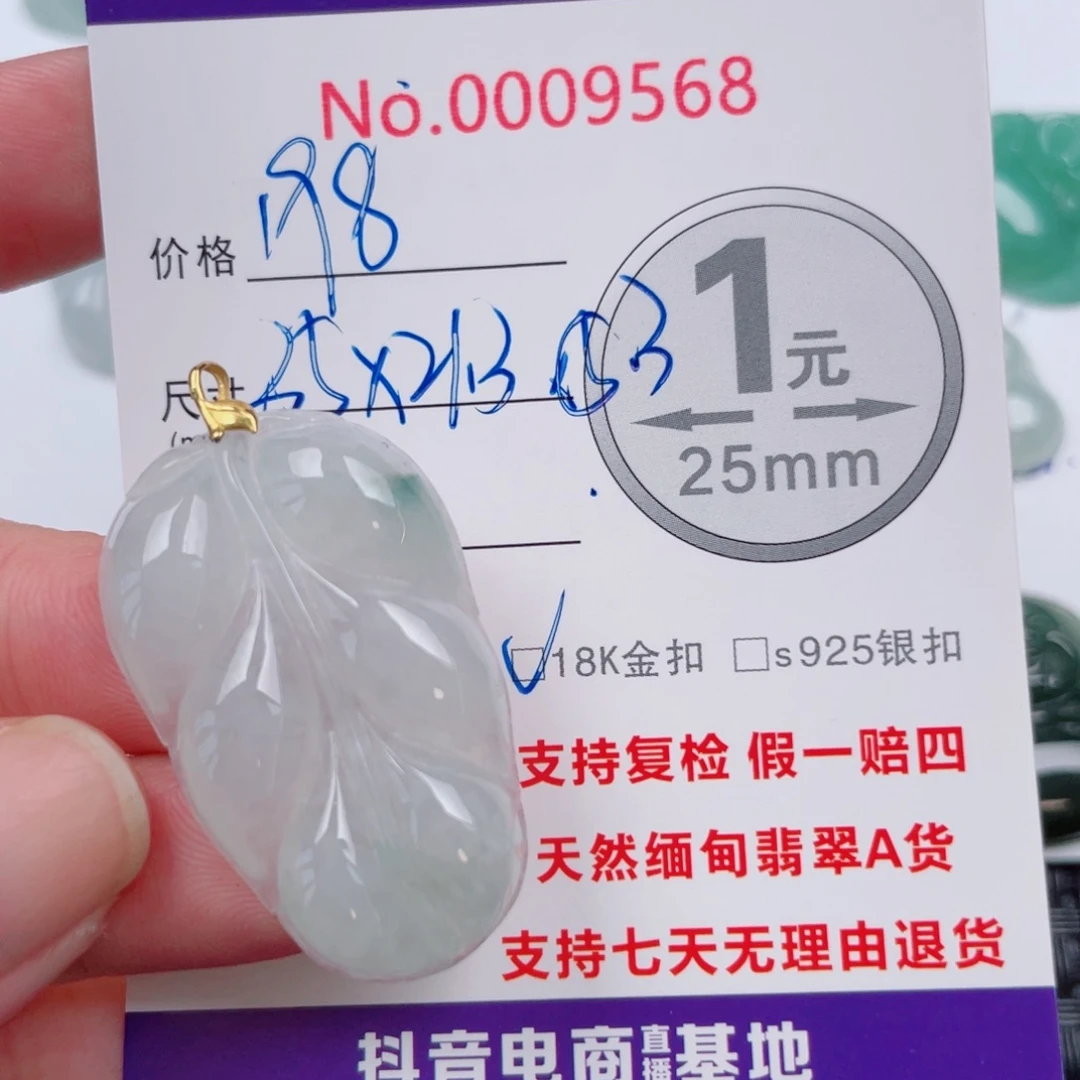 No.0009568
价格 198
尺寸
1元
25mm
18K金扣 s925银扣
支持复检 假一赔四
天然缅甸翡翠A货
支持七天无理由退货
抖音电商直播基地